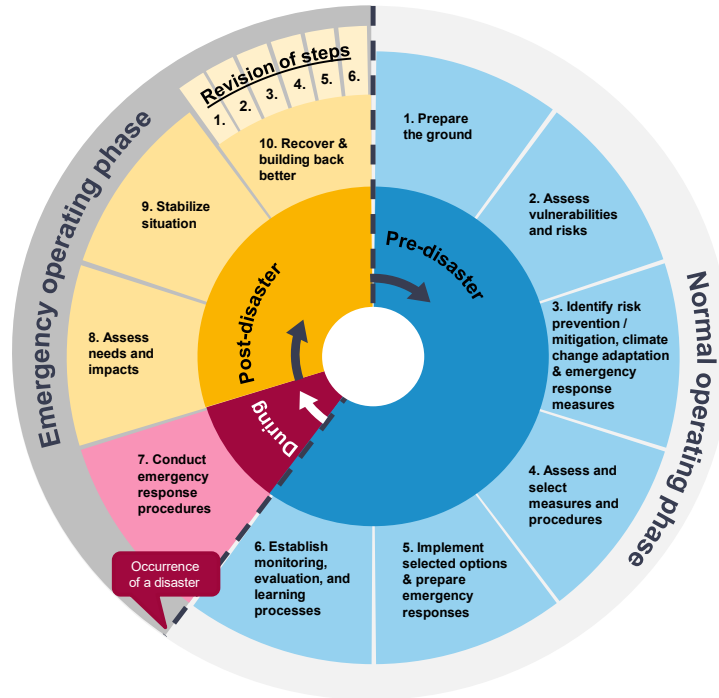 Emergency operating phase
Normal operating phase
Revision of steps
1.
2.
3.
4.
5.
6.
Pre-disaster
During
Post-disaster
1. Prepare
the ground
2. Assess
vulnerabilities
and risks
3. Identify risk
prevention /
mitigation, climate
change adaptation
& emergency
response
measures
4. Assess and
select
measures and
procedures
5. Implement
selected options
& prepare
emergency
responses
6. Establish
monitoring,
evaluation, and
learning
processes
Occurrence
of a disaster
7. Conduct
emergency
response
procedures
8. Assess
needs and
impacts
9. Stabilize
situation
10. Recover &
building back
better